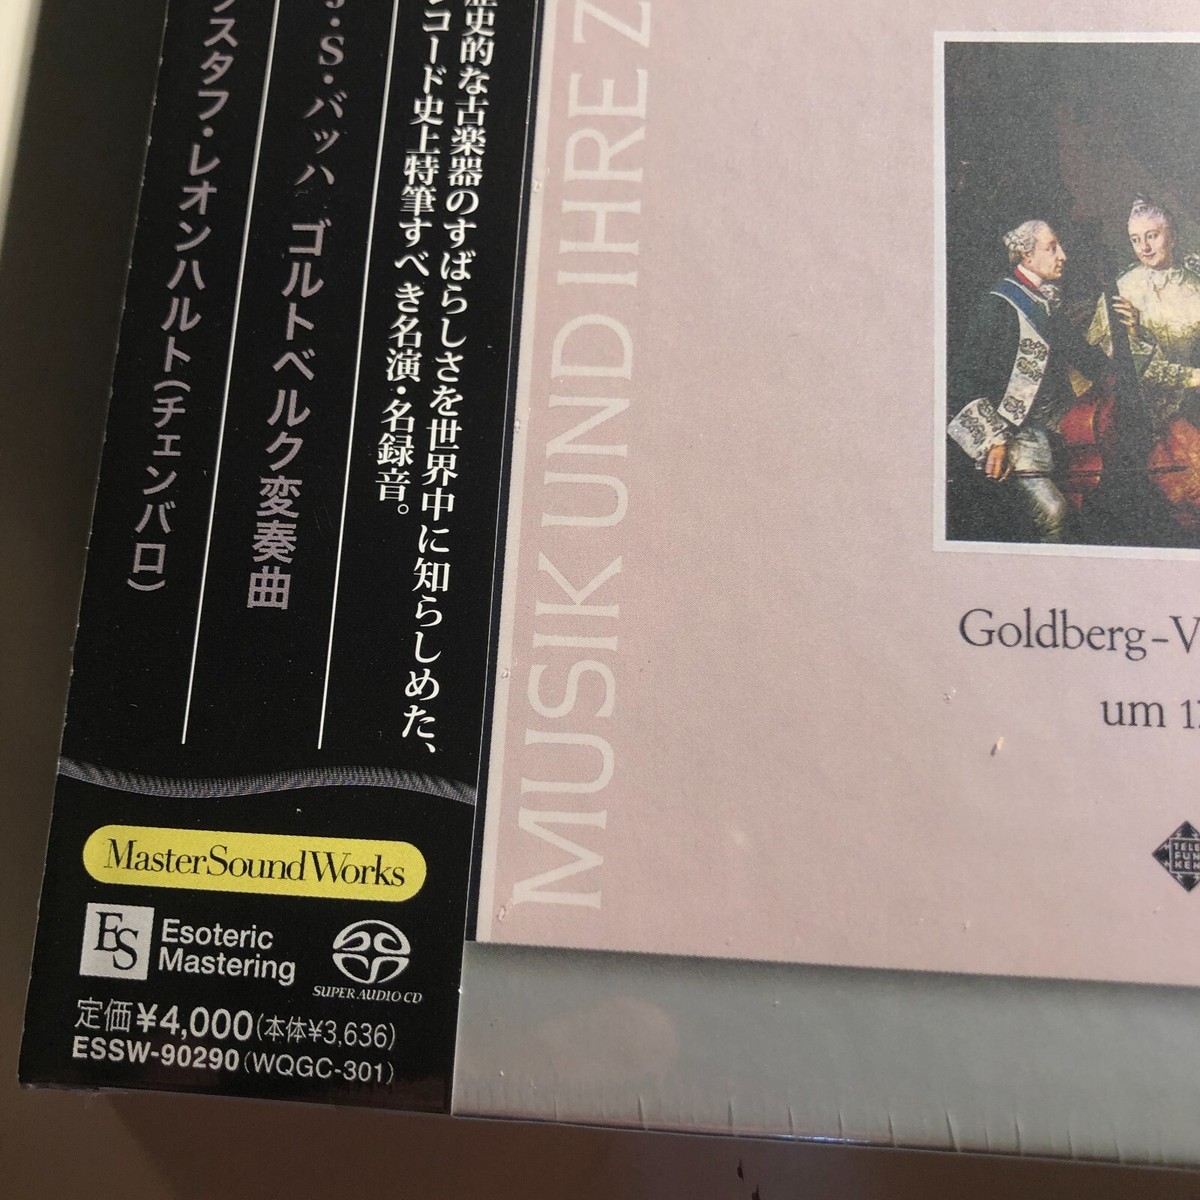 歴史的な古楽器のすばらしさを世界中に知らしめた、
コード史上特筆すべき名演・名録音。
S・バッハ ゴルトベルク変奏曲
スタフ・レオンハルト(チェンバロ)
MasterSoundWorks
ES
Esoteric
Mastering
SUPER AUDIO CD
定価¥4,000(本体¥3,636)
ESSW-90290(WQGC-301)
MUSIK UND IHRE Z
Goldberg-V
um 1
TELE
FUN
KEN